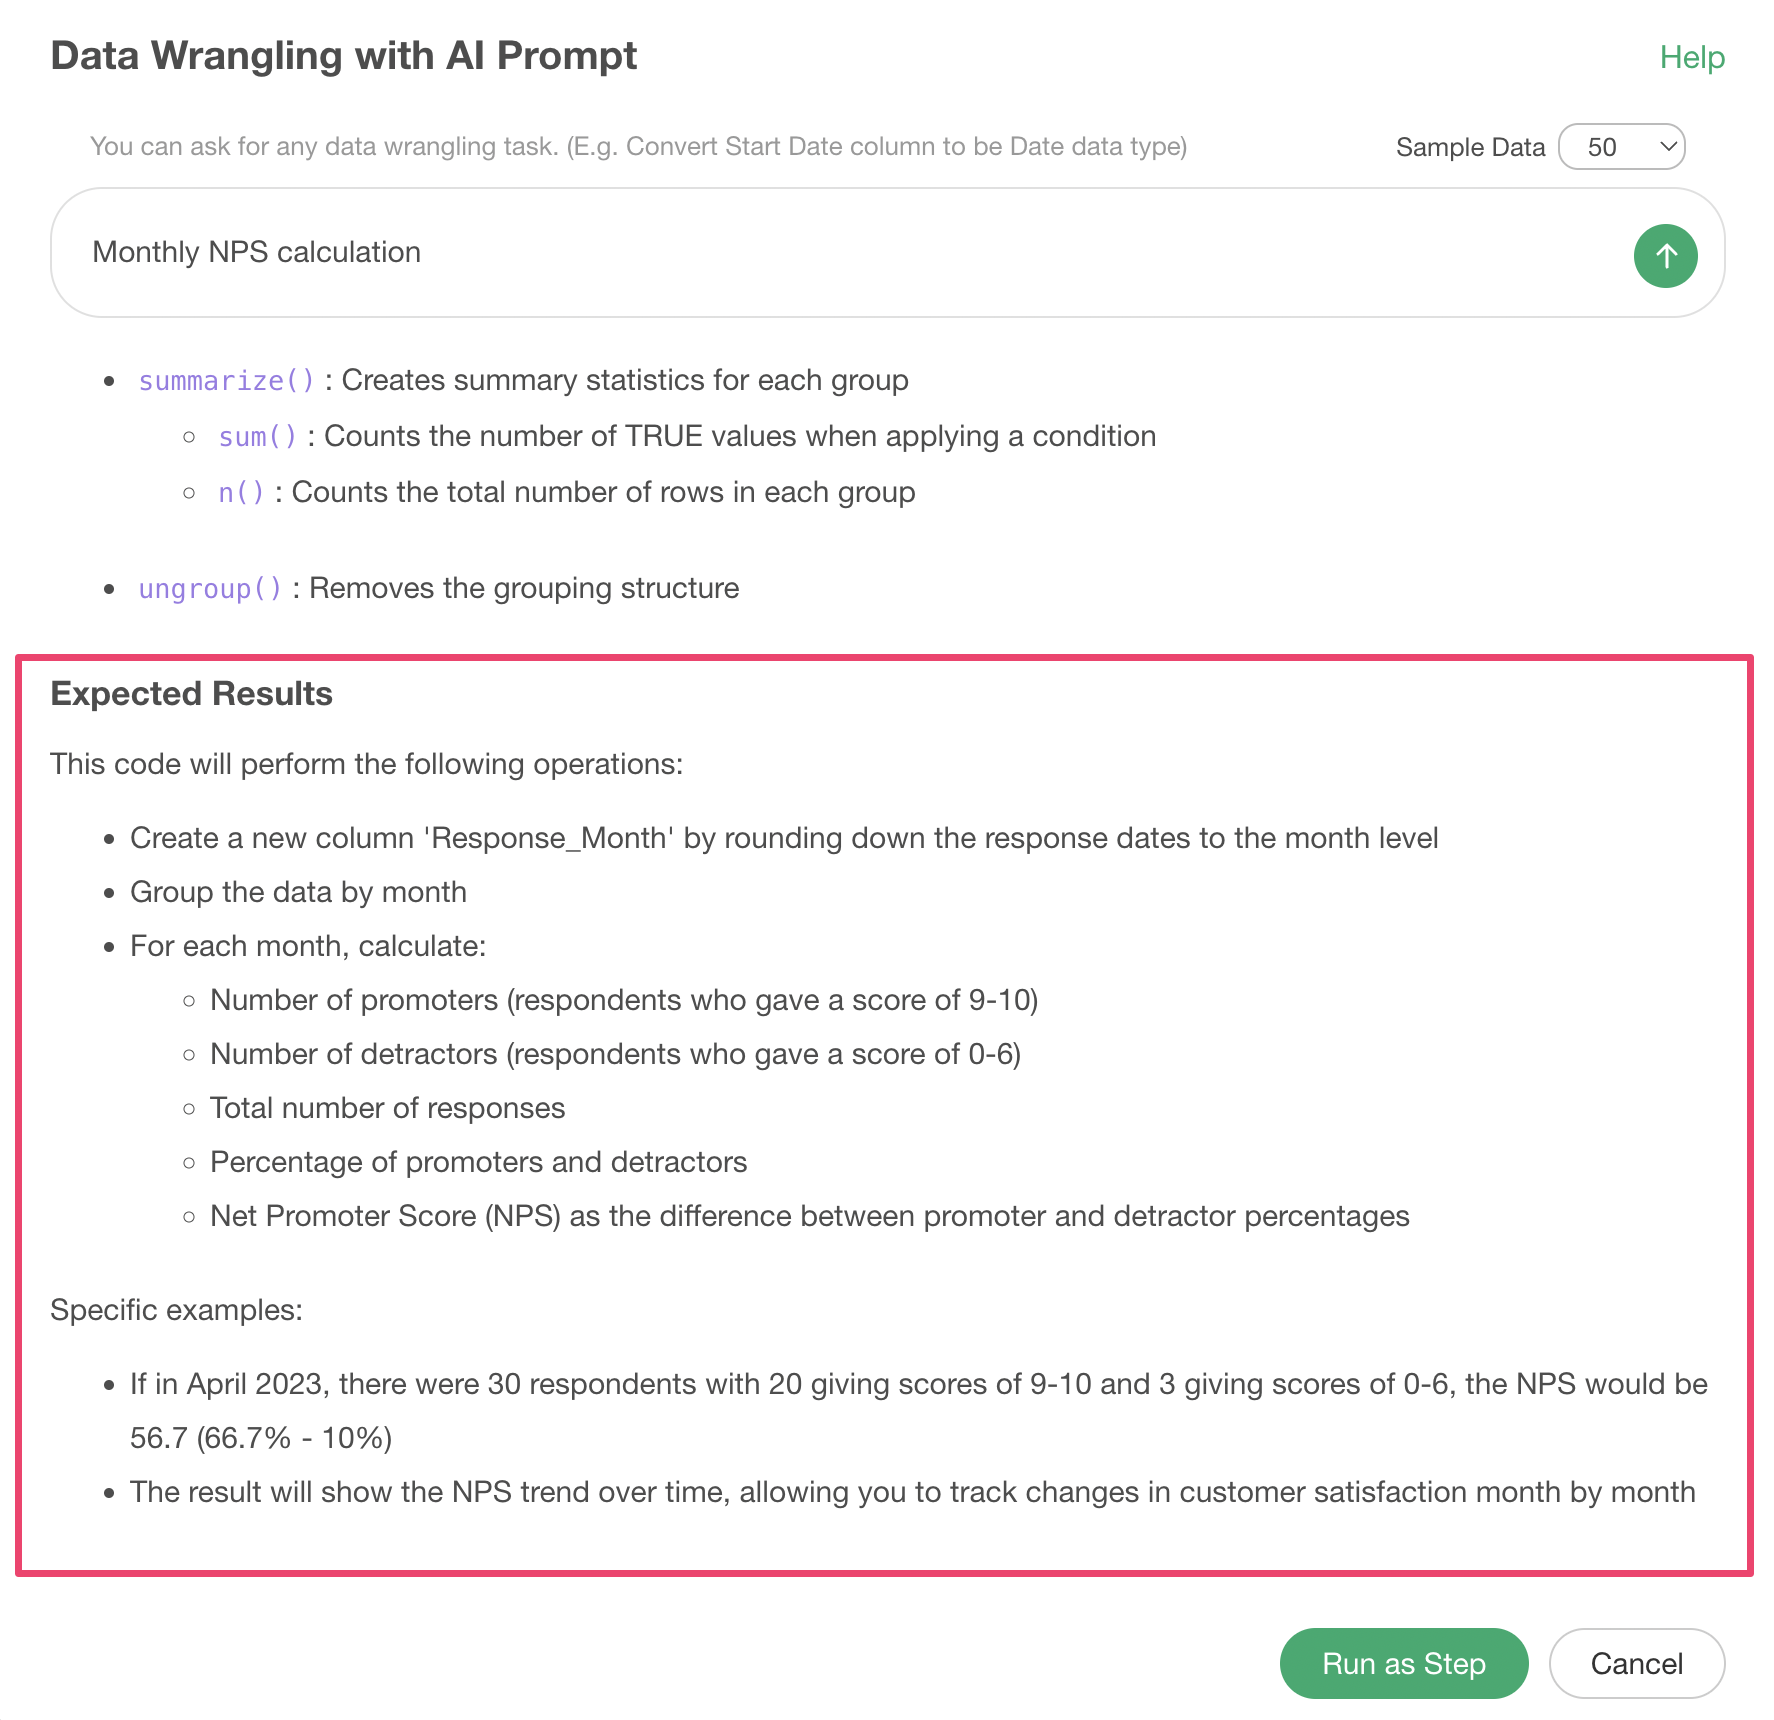 Data Wrangling with AI Prompt
Help
You can ask for any data wrangling task. (E.g. Convert Start Date column to be Date data type)
Sample Data 50
Monthly NPS calculation
summarize() : Creates summary statistics for each group
sum() : Counts the number of TRUE values when applying a condition
n() : Counts the total number of rows in each group
ungroup() : Removes the grouping structure
Expected Results
This code will perform the following operations:
Create a new column 'Response_Month' by rounding down the response dates to the month level
Group the data by month
For each month, calculate:
Number of promoters (respondents who gave a score of 9-10)
Number of detractors (respondents who gave a score of 0-6)
Total number of responses
Percentage of promoters and detractors
Net Promoter Score (NPS) as the difference between promoter and detractor percentages
Specific examples:
If in April 2023, there were 30 respondents with 20 giving scores of 9-10 and 3 giving scores of 0-6, the NPS would be
56.7 (66.7% - 10%)
The result will show the NPS trend over time, allowing you to track changes in customer satisfaction month by month
Run as Step
Cancel